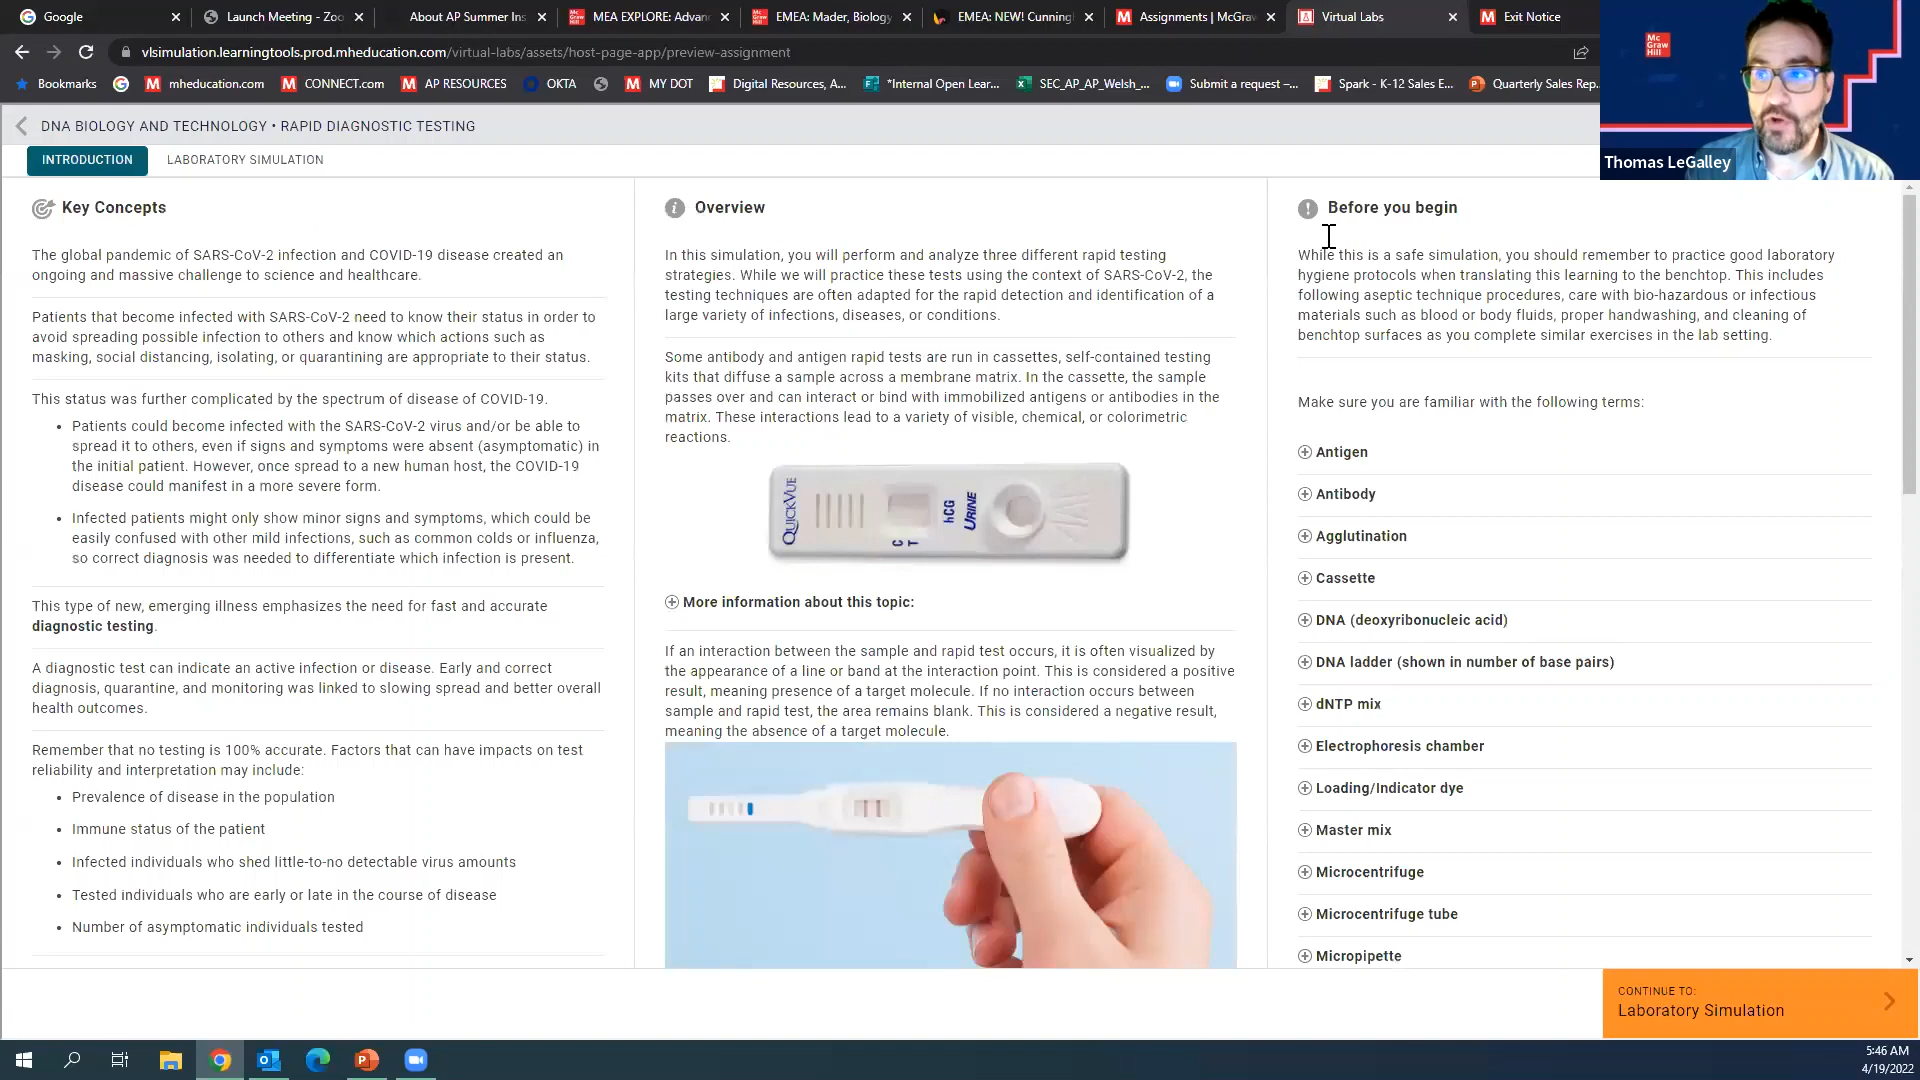 Google
Launch Meeting - Zoo
About AP Summer Ins
MEA EXPLORE: Advan
EMEA: Mader, Biology
EMEA: NEW! Cunning
Assignments | McGraw
Virtual Labs
Exit Notice
vlsimulation.learningtools.prod.mheducation.com/virtual-labs/assets/host-page-app/preview-assignment
Bookmarks
mheducation.com
CONNECT.com
AP RESOURCES
OKTA
MY DOT
Digital Resources, A...
*Internal Open Lear...
SEC_AP_AP_Welsh_...
Submit a request –...
Spark - K-12 Sales E...
Quarterly Sales Rep
Mc
Graw
Hill
Thomas LeGalley
DNA BIOLOGY AND TECHNOLOGY • RAPID DIAGNOSTIC TESTING
INTRODUCTION
LABORATORY SIMULATION
Key Concepts
The global pandemic of SARS-CoV-2 infection and COVID-19 disease created an
ongoing and massive challenge to science and healthcare.
Patients that become infected with SARS-CoV-2 need to know their status in order to
avoid spreading possible infection to others and know which actions such as
masking, social distancing, isolating, or quarantining are appropriate to their status.
This status was further complicated by the spectrum of disease of COVID-19.
• Patients could become infected with the SARS-CoV-2 virus and/or be able to
spread it to others, even if signs and symptoms were absent (asymptomatic) in
the initial patient. However, once spread to a new human host, the COVID-19
disease could manifest in a more severe form.
• Infected patients might only show minor signs and symptoms, which could be
easily confused with other mild infections, such as common colds or influenza,
so correct diagnosis was needed to differentiate which infection is present.
This type of new, emerging illness emphasizes the need for fast and accurate
diagnostic testing.
A diagnostic test can indicate an active infection or disease. Early and correct
diagnosis, quarantine, and monitoring was linked to slowing spread and better overall
health outcomes.
Remember that no testing is 100% accurate. Factors that can have impacts on test
reliability and interpretation may include:
• Prevalence of disease in the population
• Immune status of the patient
• Infected individuals who shed little-to-no detectable virus amounts
• Tested individuals who are early or late in the course of disease
• Number of asymptomatic individuals tested
Overview
In this simulation, you will perform and analyze three different rapid testing
strategies. While we will practice these tests using the context of SARS-CoV-2, the
testing techniques are often adapted for the rapid detection and identification of a
large variety of infections, diseases, or conditions.
Some antibody and antigen rapid tests are run in cassettes, self-contained testing
kits that diffuse a sample across a membrane matrix. In the cassette, the sample
passes over and can interact or bind with immobilized antigens or antibodies in the
matrix. These interactions lead to a variety of visible, chemical, or colorimetric
reactions.
QUICKVUE
C
T
hCG
URINE
More information about this topic:
If an interaction between the sample and rapid test occurs, it is often visualized by
the appearance of a line or band at the interaction point. This is considered a positive
result, meaning presence of a target molecule. If no interaction occurs between
sample and rapid test, the area remains blank. This is considered a negative result,
meaning the absence of a target molecule.
Before you begin
While this is a safe simulation, you should remember to practice good laboratory
hygiene protocols when translating this learning to the benchtop. This includes
following aseptic technique procedures, care with bio-hazardous or infectious
materials such as blood or body fluids, proper handwashing, and cleaning of
benchtop surfaces as you complete similar exercises in the lab setting.
Make sure you are familiar with the following terms:
Antigen
Antibody
Agglutination
Cassette
DNA (deoxyribonucleic acid)
DNA ladder (shown in number of base pairs)
dNTP mix
Electrophoresis chamber
Loading/Indicator dye
Master mix
Microcentrifuge
Microcentrifuge tube
Micropipette
CONTINUE TO:
Laboratory Simulation
5:46 AM
4/19/2022